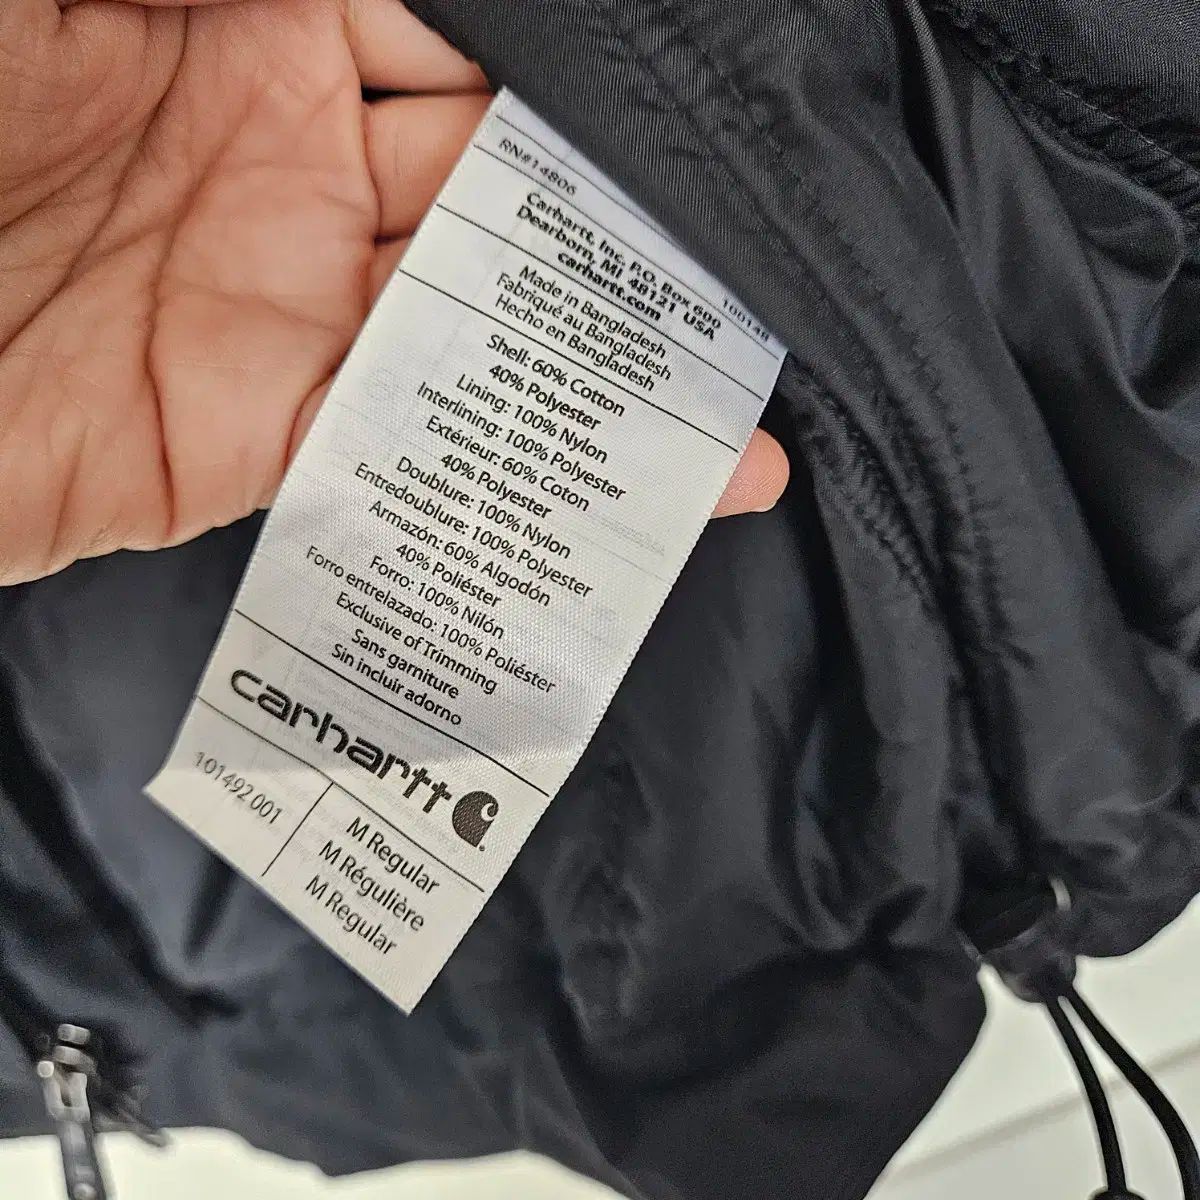 RN#14806
100148
Carhartt, Inc. P.O. Box 600
Dearborn, MI 48121 USA
carhartt.com
Made in Bangladesh
Fabriqué au Bangladesh
Hecho en Bangladesh
Shell: 60% Cotton
40% Polyester
Lining: 100% Nylon
Interlining: 100% Polyester
Extérieur: 60% Coton
40% Polyester
Doublure: 100% Nylon
Entredoublure: 100% Polyester
Armazón: 60% Algodón
40% Poliéster
Forro: 100% Nilón
Forro entrelazado: 100% Poliéster
Exclusive of Trimming
Sans garniture
Sin incluir adorno
carhartt
101492 001
M Regular
M Régulière
M Regular